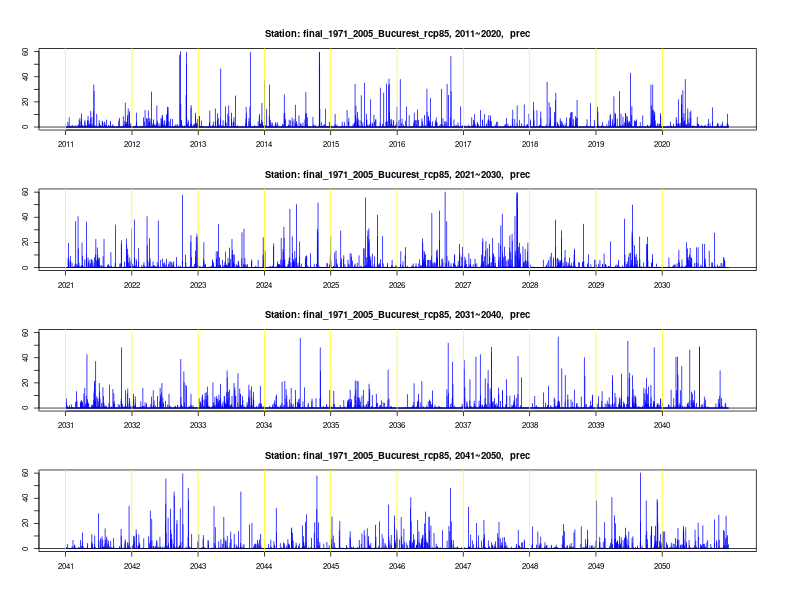 Station: final_1971_2005_Bucurest_rcp85, 2011~2020, prec
0 20 40 60
2011 2012 2013 2014 2015 2016 2017 2018 2019 2020
Station: final_1971_2005_Bucurest_rcp85, 2021~2030, prec
0 20 40 60
2021 2022 2023 2024 2025 2026 2027 2028 2029 2030
Station: final_1971_2005_Bucurest_rcp85, 2031~2040, prec
0 20 40 60
2031 2032 2033 2034 2035 2036 2037 2038 2039 2040
Station: final_1971_2005_Bucurest_rcp85, 2041~2050, prec
0 20 40 60
2041 2042 2043 2044 2045 2046 2047 2048 2049 2050